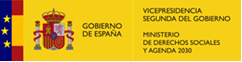 GOBIERNO
DE ESPAÑA
VICEPRESIDENCIA
SEGUNDA DEL GOBIERNO
MINISTERIO
DE DERECHOS SOCIALES
Y AGENDA 2030